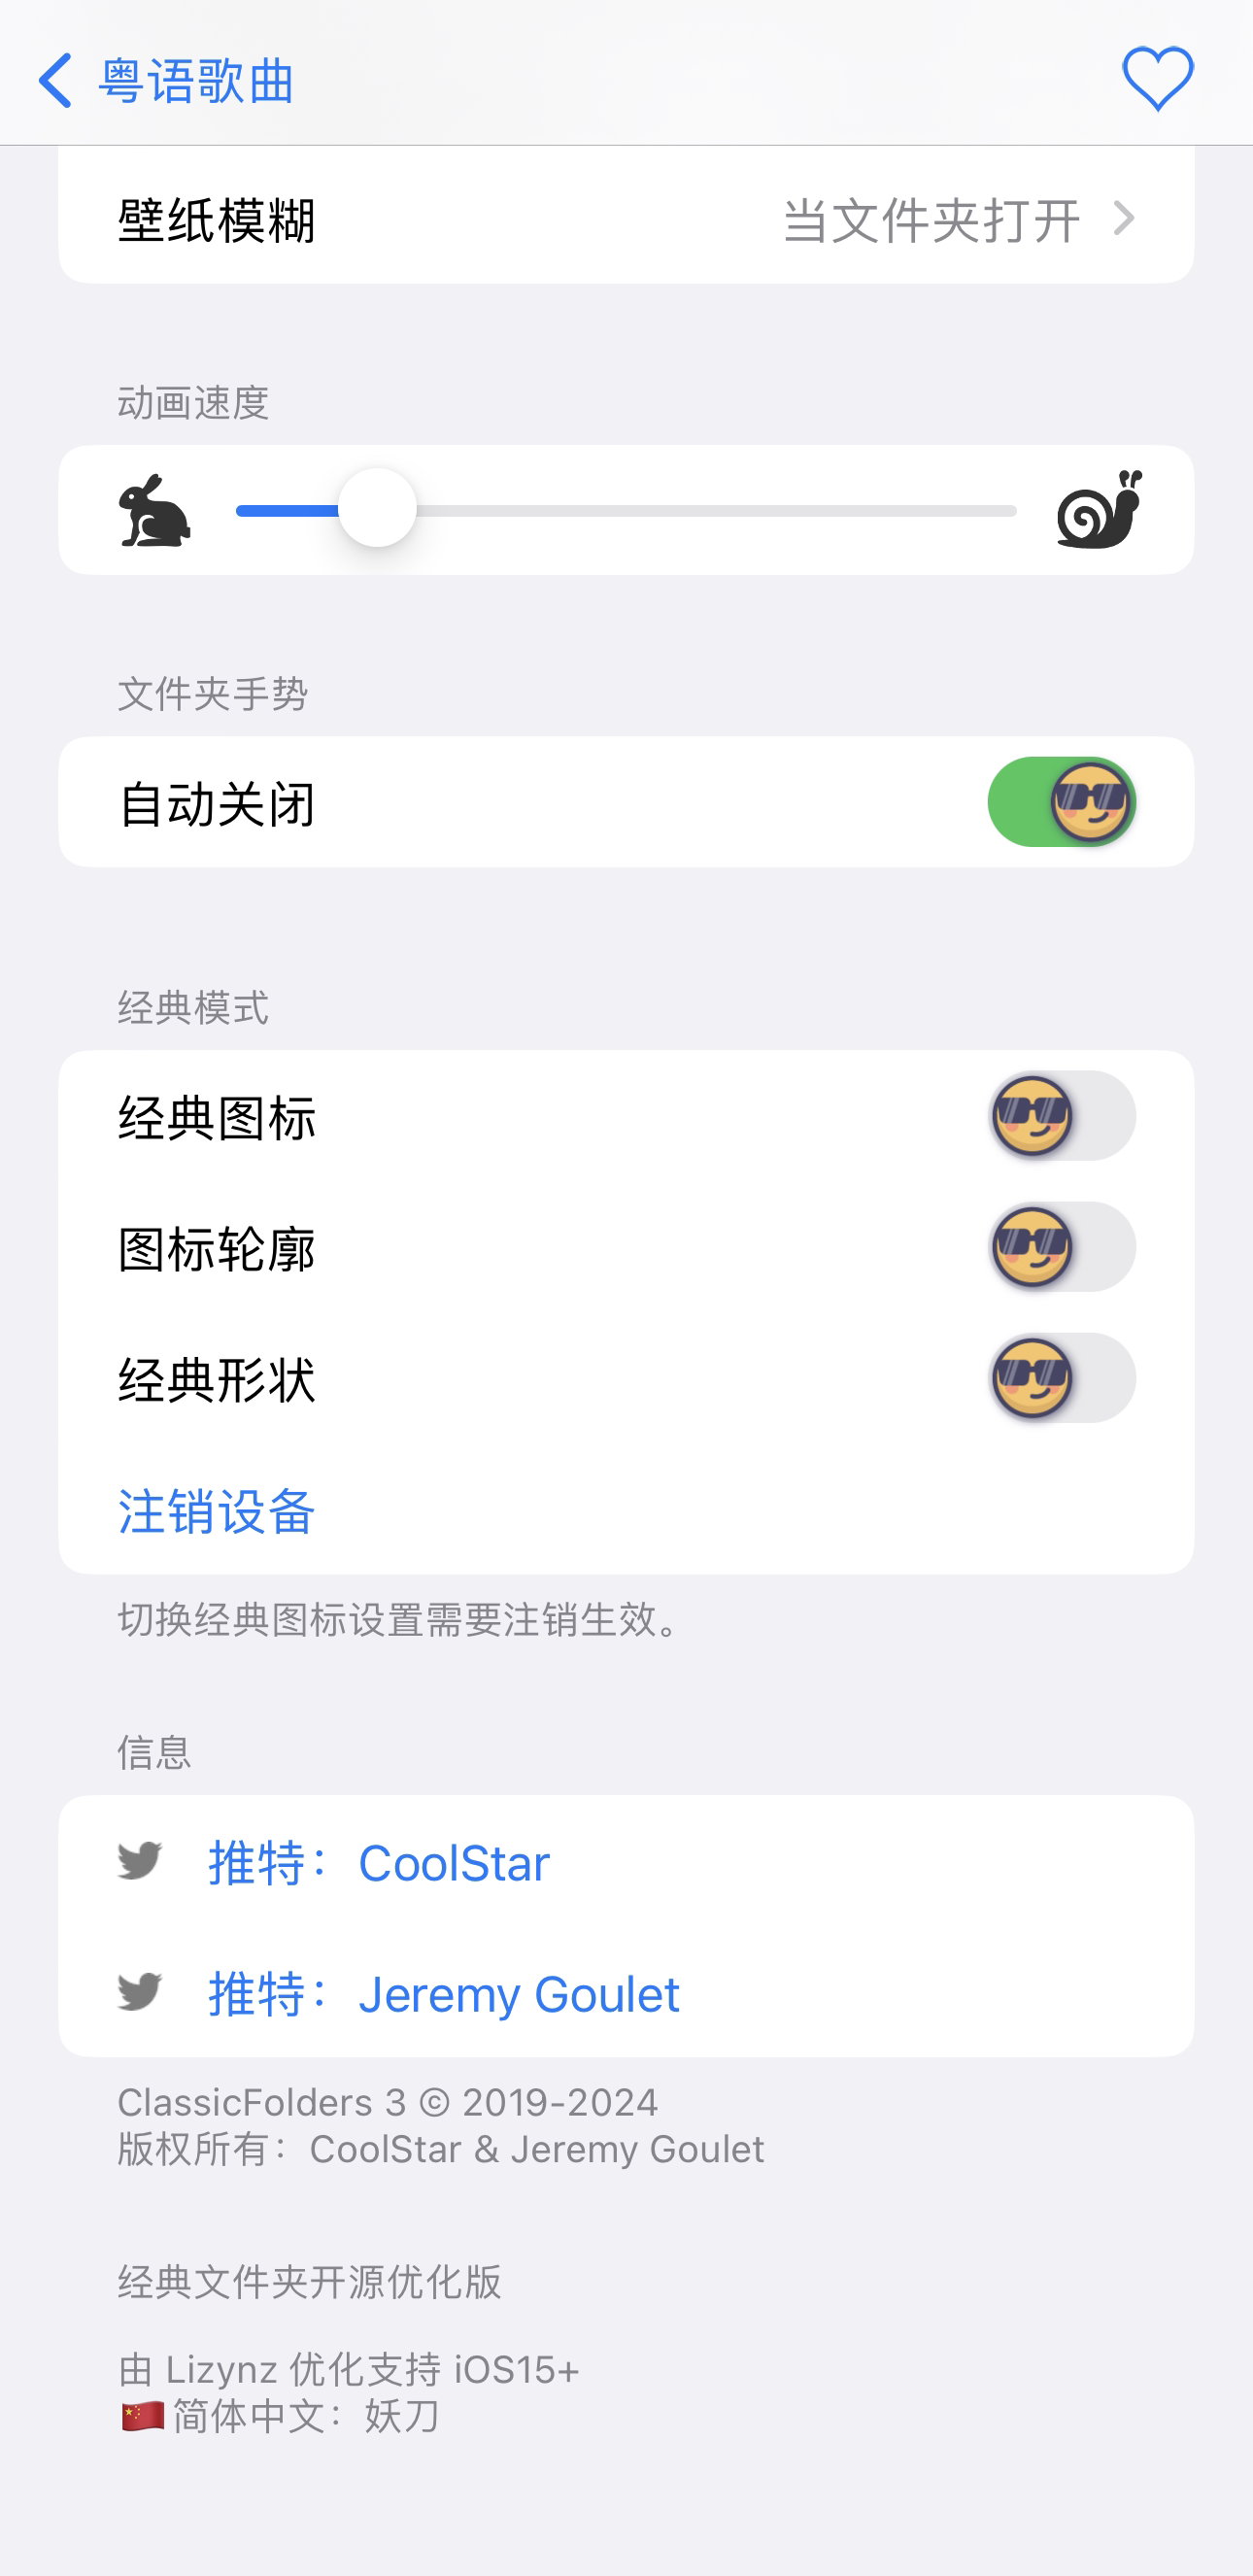 粤语歌曲
壁纸模糊 当文件夹打开
动画速度
文件夹手势
自动关闭
经典模式
经典图标
图标轮廓
经典形状
注销设备
切换经典图标设置需要注销生效。
信息
推特：CoolStar
推特：Jeremy Goulet
ClassicFolders 3 © 2019-2024
版权所有：CoolStar & Jeremy Goulet
经典文件夹开源优化版
由 Lizynz 优化支持 iOS15+
🇨🇳简体中文：妖刀